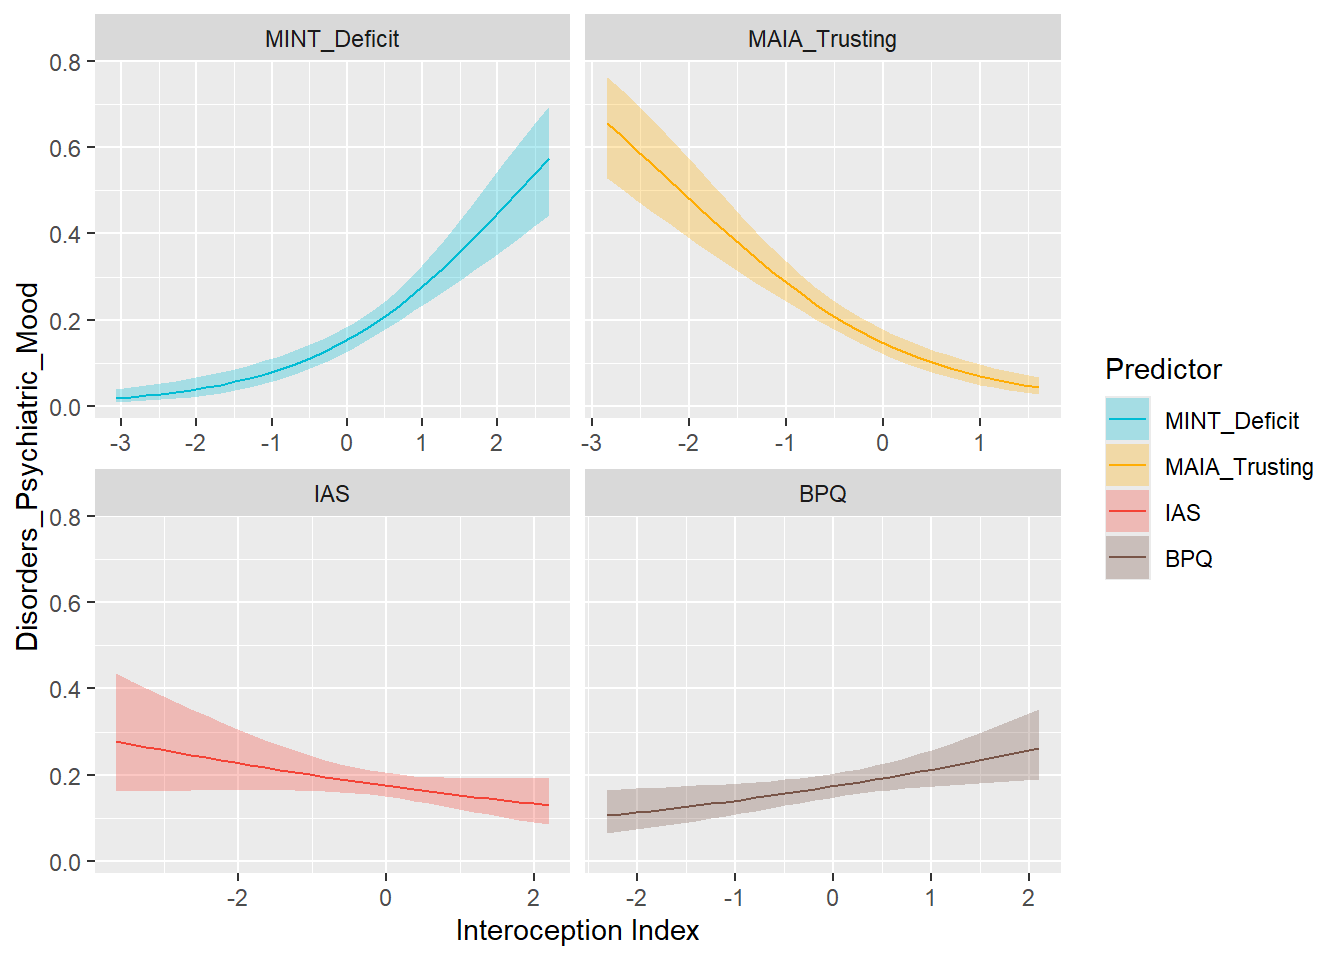 MINT_Deficit
MAIA_Trusting
0.8
0.6
0.4
0.2
0.0
-3 -2 -1 0 1 2
-3 -2 -1 0 1
IAS
BPQ
0.8
0.6
0.4
0.2
0.0
-2 0 2
-2 -1 0 1 2
Disorders_Psychiatric_Mood
Interoception Index
Predictor
MINT_Deficit
MAIA_Trusting
IAS
BPQ